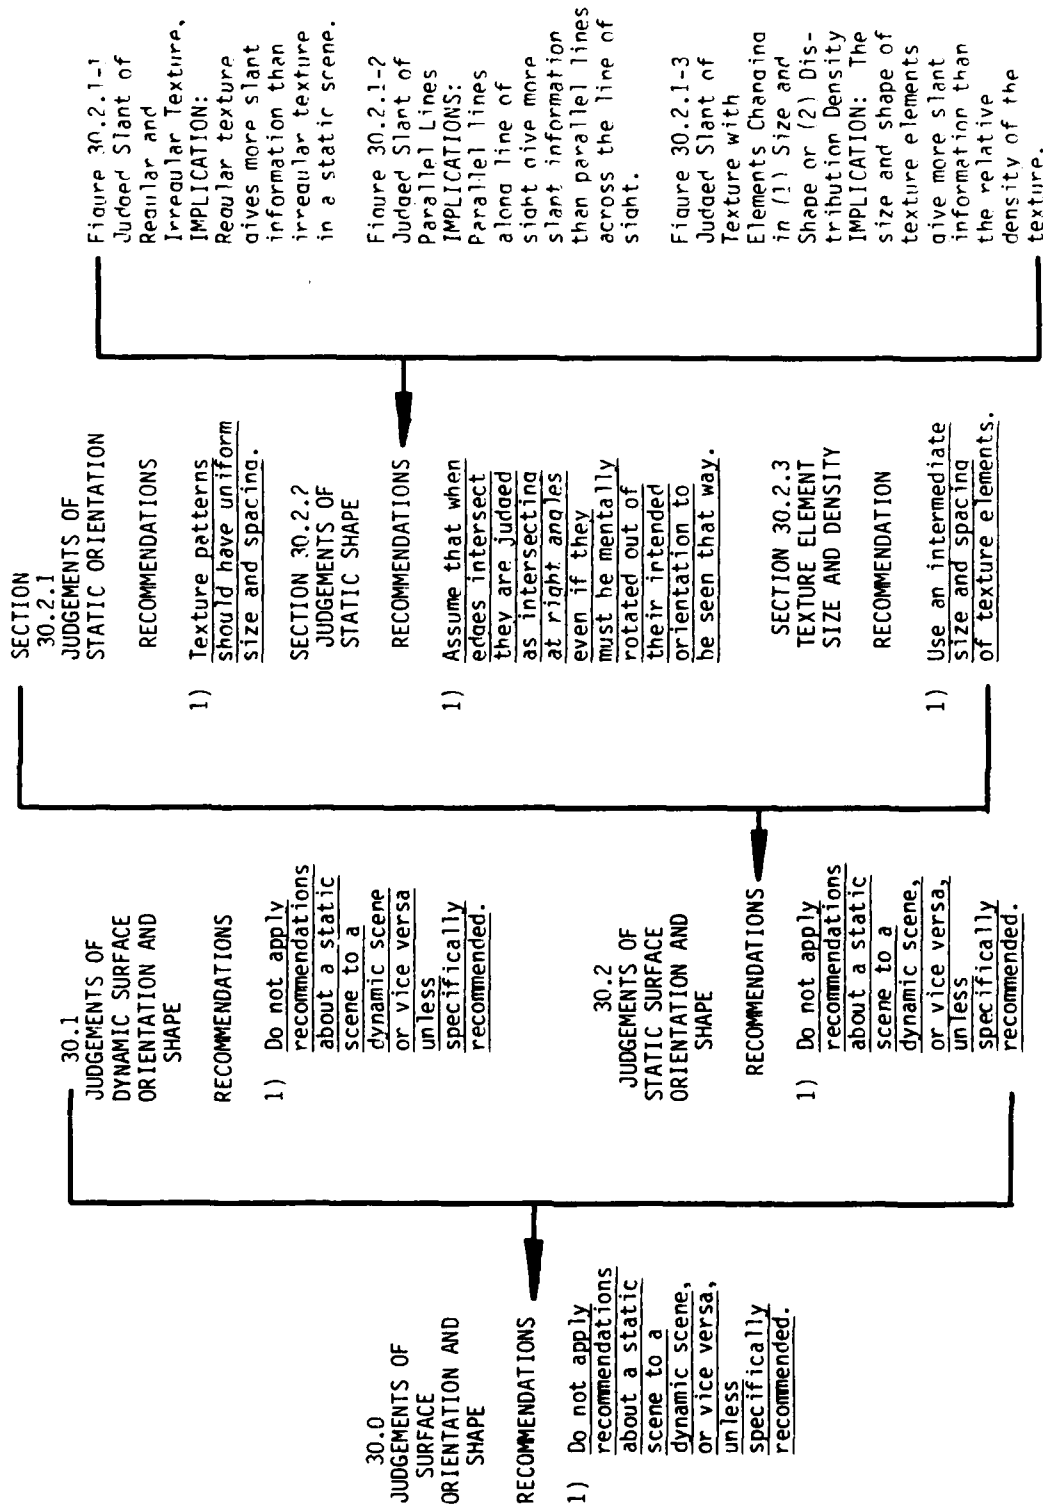 30.0
JUDGEMENTS OF
SURFACE
ORIENTATION AND
SHAPE
RECOMMENDATIONS
1) Do not apply
recommendations
about a static
scene to a
dynamic scene,
or vice versa,
unless
specifically
recommended.
30.1
JUDGEMENTS OF
DYNAMIC SURFACE
ORIENTATION AND
SHAPE
RECOMMENDATIONS
1) Do not apply
recommendations
about a static
scene to a
dynamic scene
or vice versa
unless
specifically
recommended.
30.2
JUDGEMENTS OF
STATIC SURFACE
ORIENTATION AND
SHAPE
RECOMMENDATIONS
1) Do not apply
recommendations
about a static
scene to a
dynamic scene,
or vice versa,
unless
specifically
recommended.
SECTION
30.2.1
JUDGEMENTS OF
STATIC ORIENTATION
RECOMMENDATIONS
1) Texture patterns
should have uniform
size and spacing.
SECTION 30.2.2
JUDGEMENTS OF
STATIC SHAPE
RECOMMENDATIONS
1) Assume that when
edges intersect
they are judged
as intersecting
at right angles
even if they
must be mentally
rotated out of
their intended
orientation to
be seen that way.
SECTION 30.2.3
TEXTURE ELEMENT
SIZE AND DENSITY
RECOMMENDATION
1) Use an intermediate
size and spacing
of texture elements.
Figure 30.2.1-1
Judged Slant of
Regular and
Irregular Texture.
IMPLICATION:
Regular texture
gives more slant
information than
irregular texture
in a static scene.
Figure 30.2.1-2
Judged Slant of
Parallel Lines
IMPLICATIONS:
Parallel lines
along line of
sight give more
slant information
than parallel lines
across the line of
sight.
Figure 30.2.1-3
Judged Slant of
Texture with
Elements Changing
in (1) Size and
Shape or (2) Dis-
tribution Density
IMPLICATION: The
size and shape of
texture elements
give more slant
information than
the relative
density of the
texture.